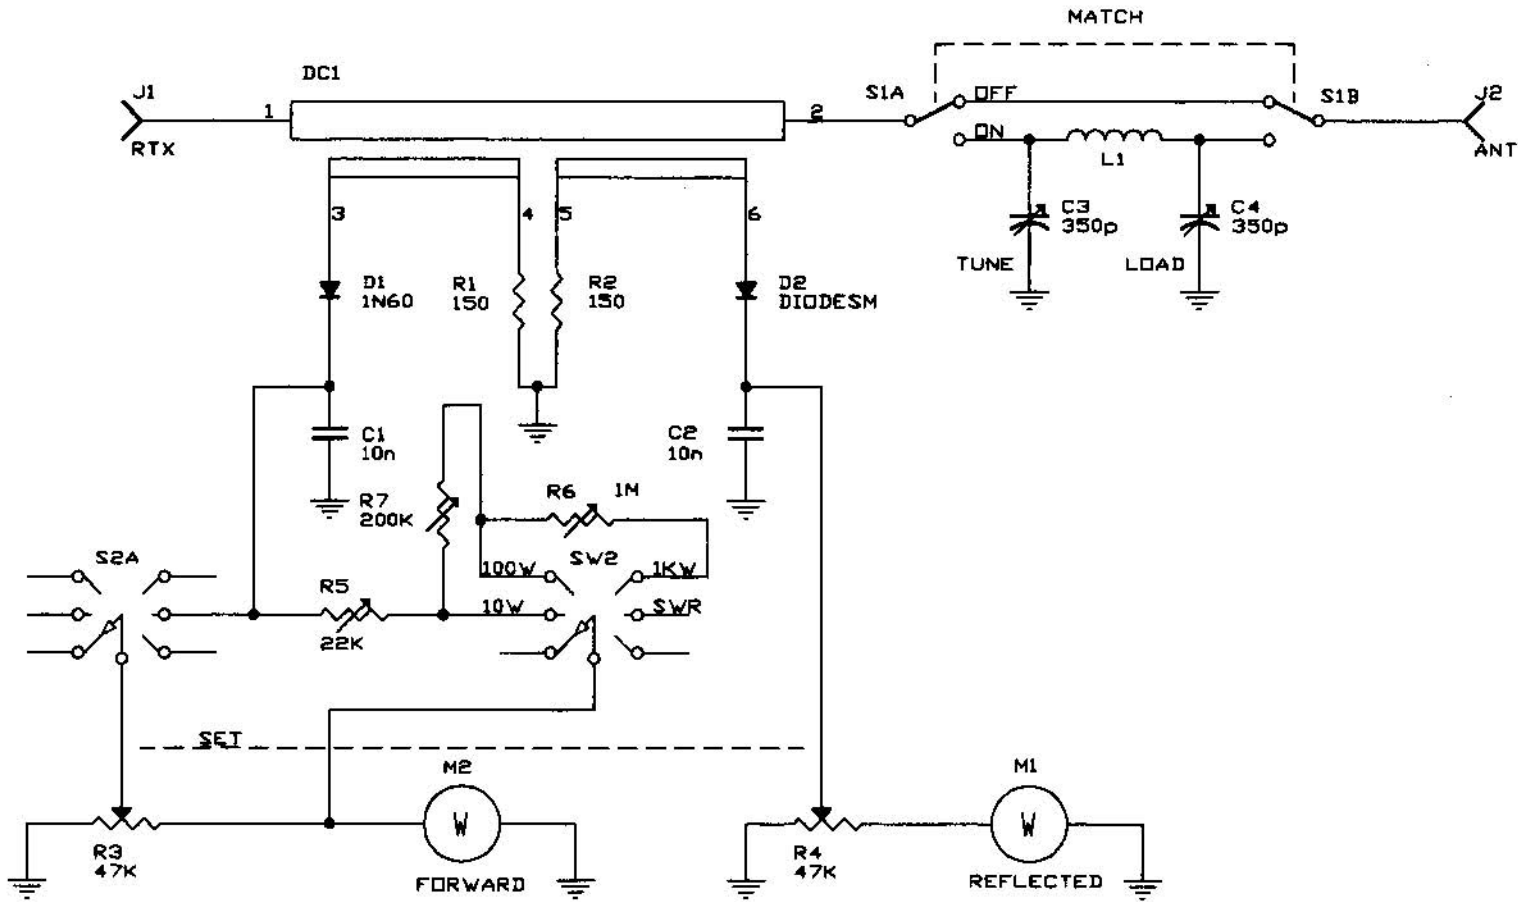 MATCH
DC1
J1
1
2
S1A
OFF
S1B
J2
RTX
ON
L1
ANT
3
4
5
6
C3
350p
C4
350p
TUNE
LOAD
D1
1N60
R1
150
R2
150
D2
DIODESM
C1
10n
C2
10n
R7
200K
R6
1M
S2A
100W
SW2
1KW
R5
22K
10W
SWR
SET
M2
M1
W
W
R3
47K
FORWARD
R4
47K
REFLECTED